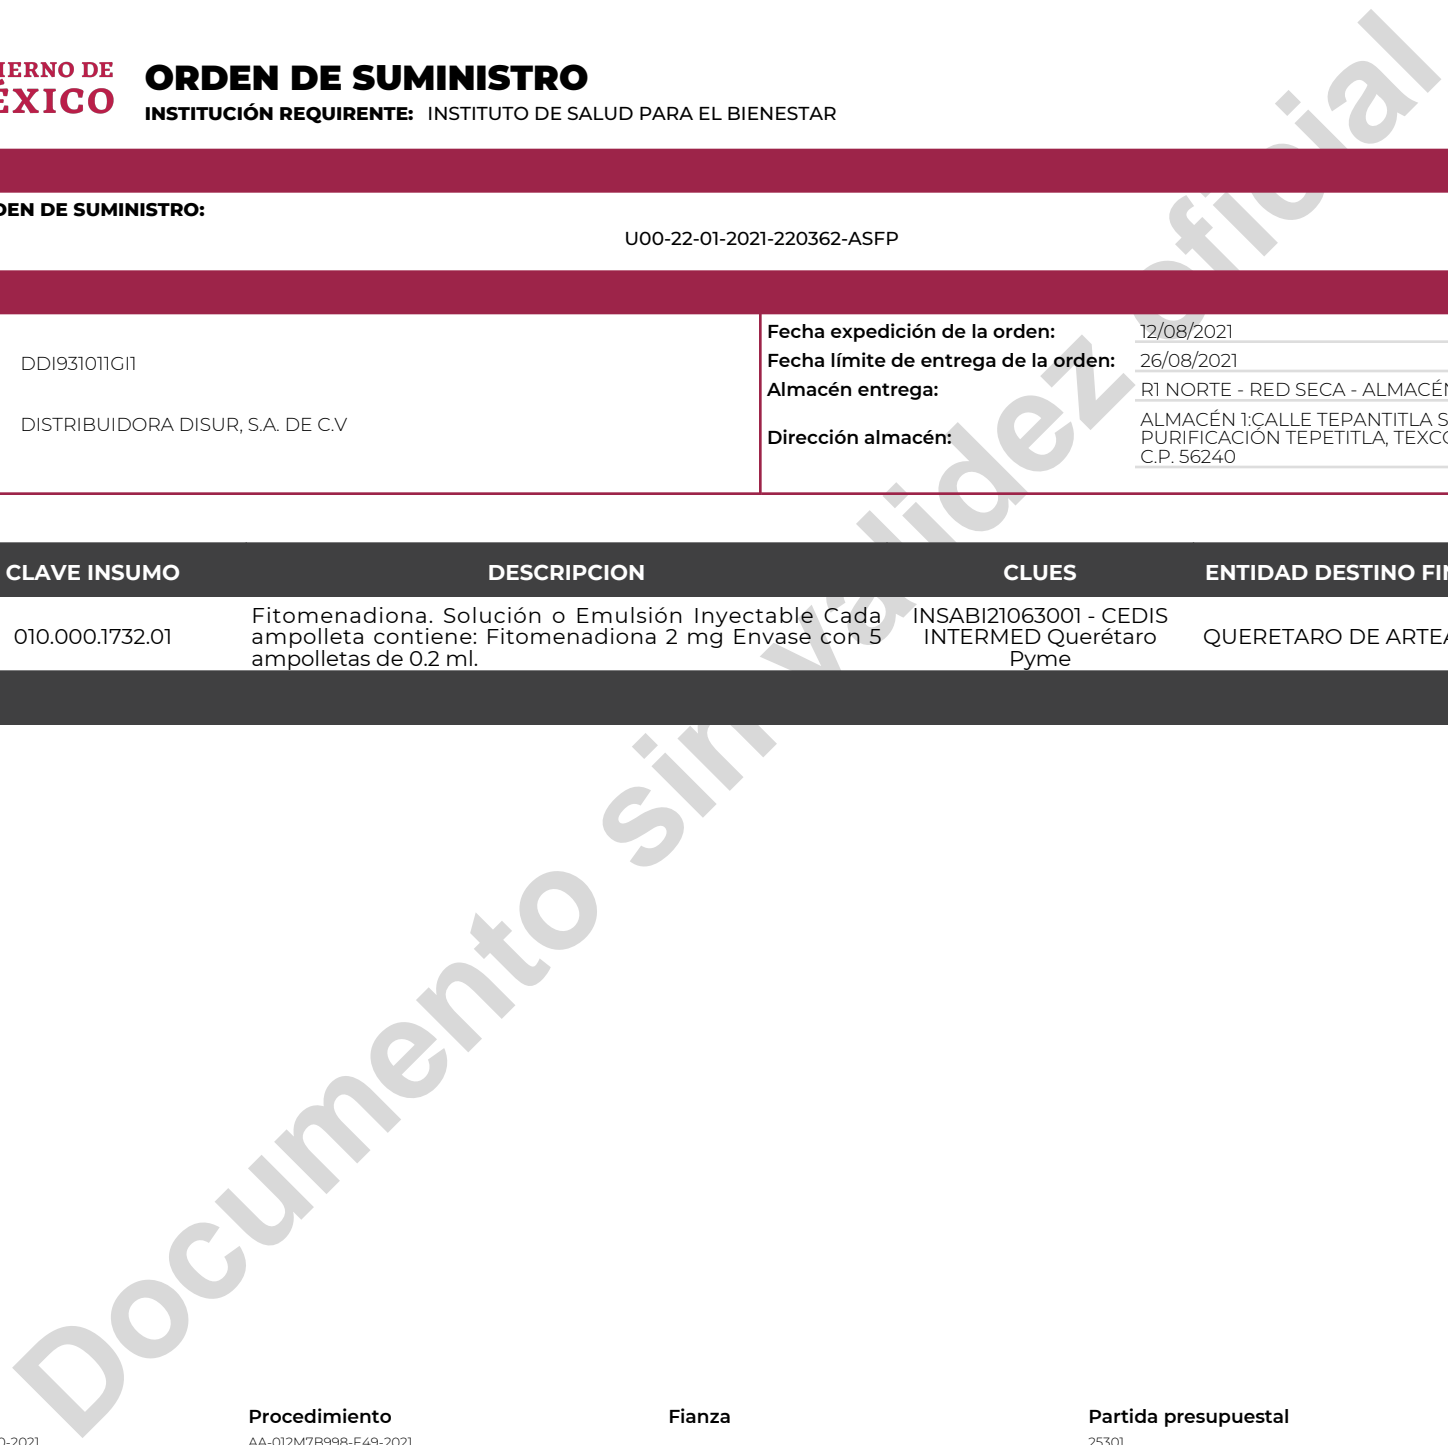 IERNO DE
ÉXICO
ORDEN DE SUMINISTRO
INSTITUCIÓN REQUIRENTE: INSTITUTO DE SALUD PARA EL BIENESTAR
DEN DE SUMINISTRO:
U00-22-01-2021-220362-ASFP
DDI931011GI1
DISTRIBUIDORA DISUR, S.A. DE C.V
Fecha expedición de la orden: 12/08/2021
Fecha límite de entrega de la orden: 26/08/2021
Almacén entrega: R1 NORTE - RED SECA - ALMACÉN
Dirección almacén:
ALMACÉN 1:CALLE TEPANTITLA S
PURIFICACIÓN TEPETITLA, TEXCO
C.P. 56240
CLAVE INSUMO DESCRIPCION CLUES ENTIDAD DESTINO FIN
010.000.1732.01
Fitomenadiona. Solución o Emulsión Inyectable Cada
ampolleta contiene: Fitomenadiona 2 mg Envase con 5
ampolletas de 0.2 ml.
INSABI21063001 - CEDIS
INTERMED Querétaro
Pyme
QUERETARO DE ARTEA
Documento sin validez oficial
Procedimiento Fianza Partida presupuestal
0-2021 AA-012M7B998-E49-2021 25301